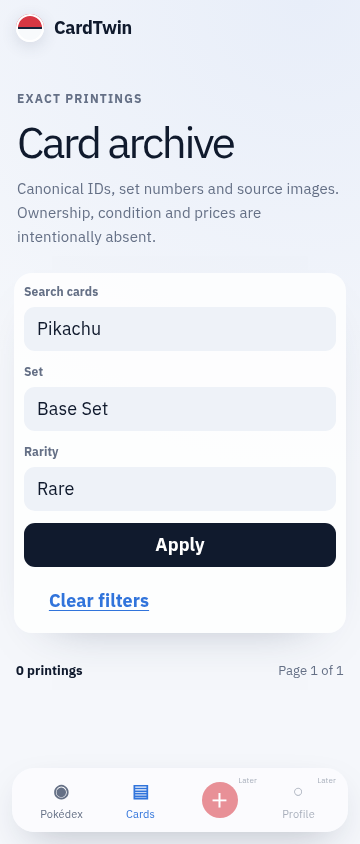 CardTwin
EXACT PRINTINGS
Card archive
Canonical IDs, set numbers and source images.
Ownership, condition and prices are
intentionally absent.
Search cards
Pikachu
Set
Base Set
Rarity
Rare
Apply
Clear filters
0 printings
Page 1 of 1
Later
Later
Pokédex
Cards
Profile